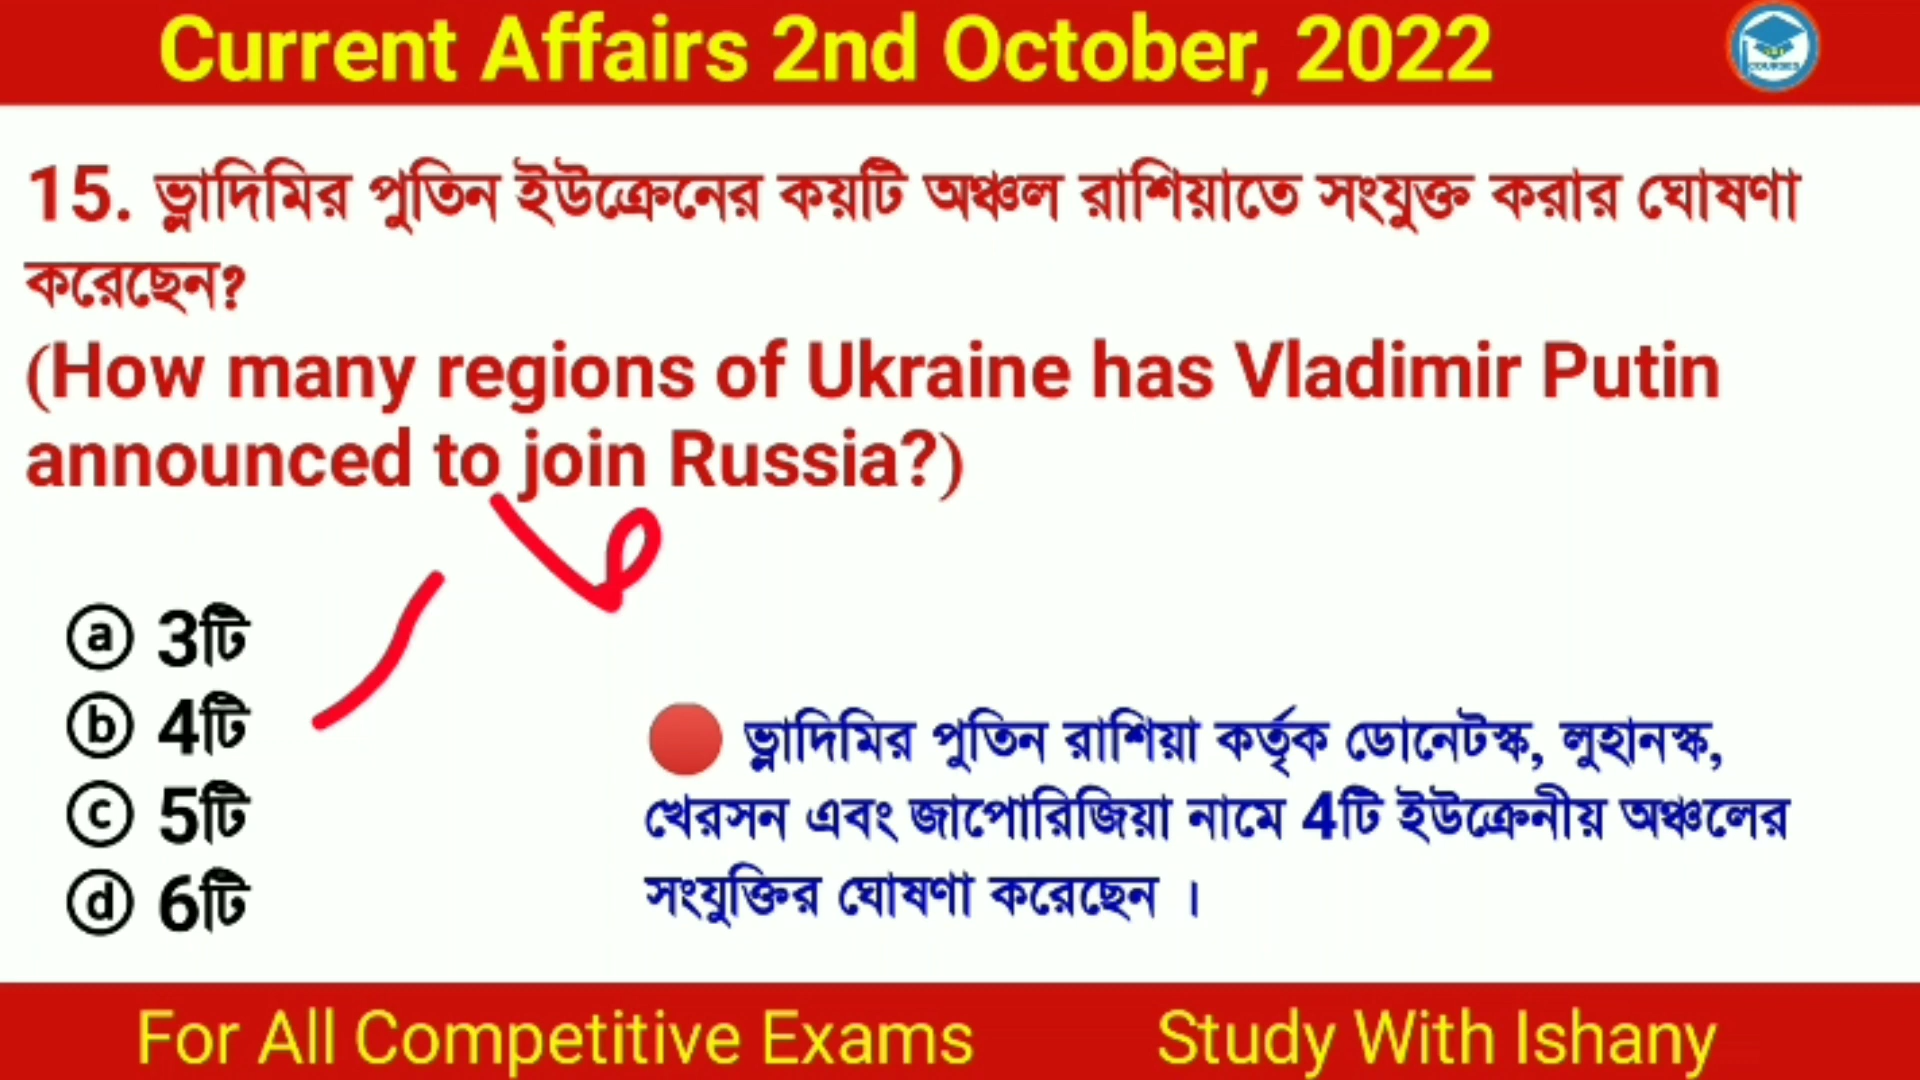 Current Affairs 2nd October, 2022
15. ভ্লাদিমির পুতিন ইউক্রেনের কয়টি অঞ্চল রাশিয়াতে সংযুক্ত করার ঘোষণা
করেছেন?
(How many regions of Ukraine has Vladimir Putin
announced to join Russia?)
ⓐ 3টি
ⓑ 4টি
ⓒ 5টি
ⓓ 6টি
ভ্লাদিমির পুতিন রাশিয়া কর্তৃক ডোনেটস্ক, লুহানস্ক,
খেরসন এবং জাপোরিজিয়া নামে 4টি ইউক্রেনীয় অঞ্চলের
সংযুক্তির ঘোষণা করেছেন ।
For All Competitive Exams
Study With Ishany